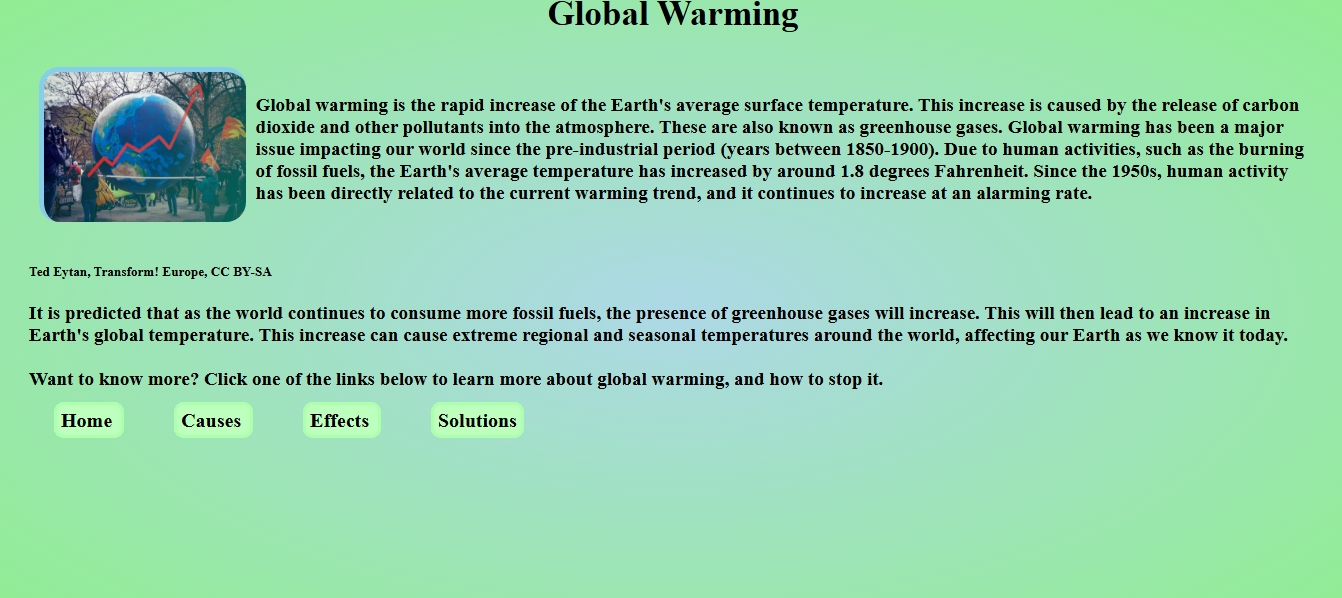 Global Warming
Global warming is the rapid increase of the Earth's average surface temperature. This increase is caused by the release of carbon
dioxide and other pollutants into the atmosphere. These are also known as greenhouse gases. Global warming has been a major
issue impacting our world since the pre-industrial period (years between 1850-1900). Due to human activities, such as the burning
of fossil fuels, the Earth's average temperature has increased by around 1.8 degrees Fahrenheit. Since the 1950s, human activity
has been directly related to the current warming trend, and it continues to increase at an alarming rate.
Ted Eytan, Transform! Europe, CC BY-SA
It is predicted that as the world continues to consume more fossil fuels, the presence of greenhouse gases will increase. This will then lead to an increase in
Earth's global temperature. This increase can cause extreme regional and seasonal temperatures around the world, affecting our Earth as we know it today.
Want to know more? Click one of the links below to learn more about global warming, and how to stop it.
Home Causes Effects Solutions